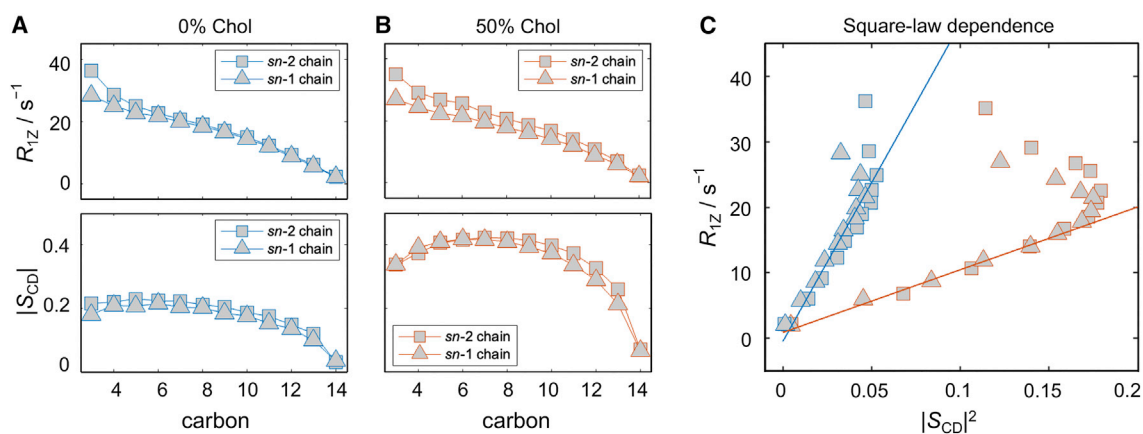 A
0% Chol
B
50% Chol
C
Square-law dependence
R1Z / s⁻¹
40
20
0
sn-2 chain
sn-1 chain
sn-2 chain
sn-1 chain
|SCD|
0.4
0.2
0
sn-2 chain
sn-1 chain
sn-2 chain
sn-1 chain
4 6 8 10 12 14
carbon
4 6 8 10 12 14
carbon
R1Z / s⁻¹
40
30
20
10
0
0 0.05 0.1 0.15 0.2
|SCD|²